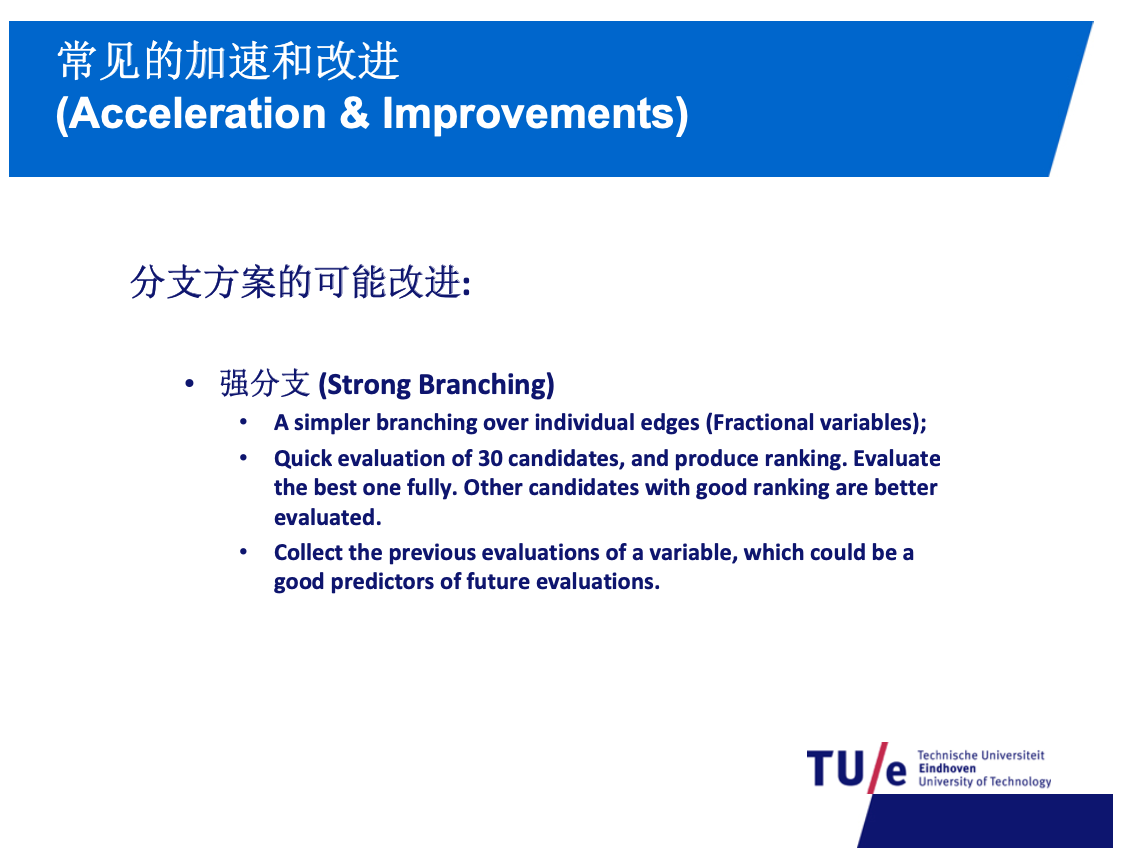 常见的加速和改进
(Acceleration & Improvements)
分支方案的可能改进:
• 强分支 (Strong Branching)
• A simpler branching over individual edges (Fractional variables);
• Quick evaluation of 30 candidates, and produce ranking. Evaluate
the best one fully. Other candidates with good ranking are better
evaluated.
• Collect the previous evaluations of a variable, which could be a
good predictors of future evaluations.
TU/e
Technische Universiteit
Eindhoven
University of Technology